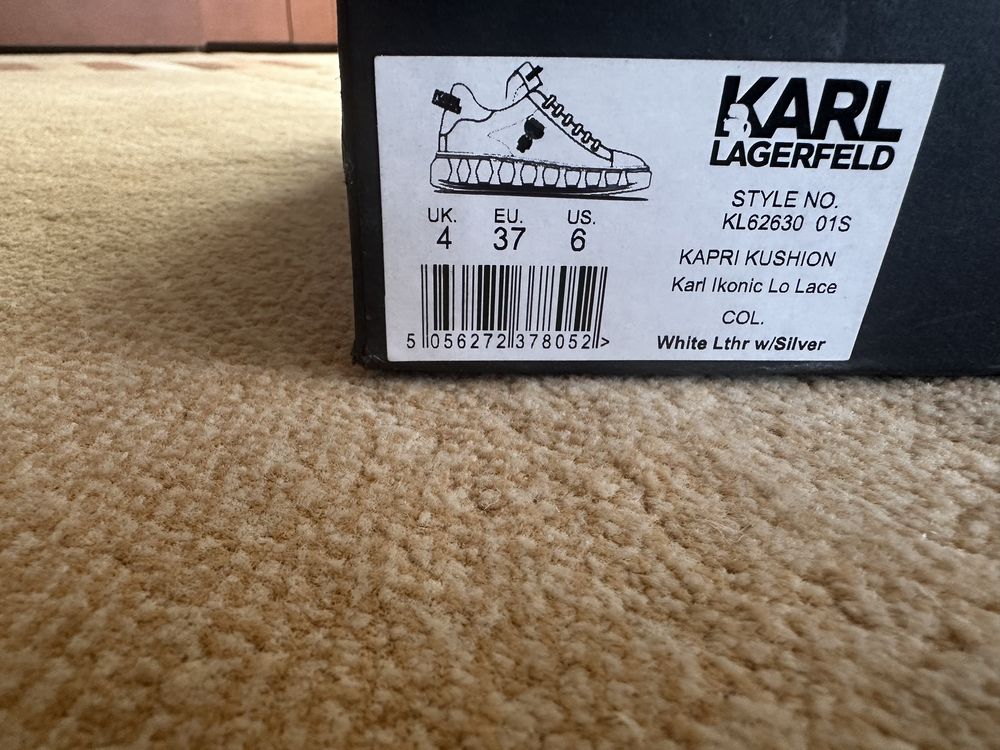 KARL
LAGERFELD
STYLE NO.
KL62630 01S
KAPRI KUSHION
Karl Ikonic Lo Lace
COL.
White Lthr w/Silver
UK. EU. US.
4 37 6
5 056272 378052 >